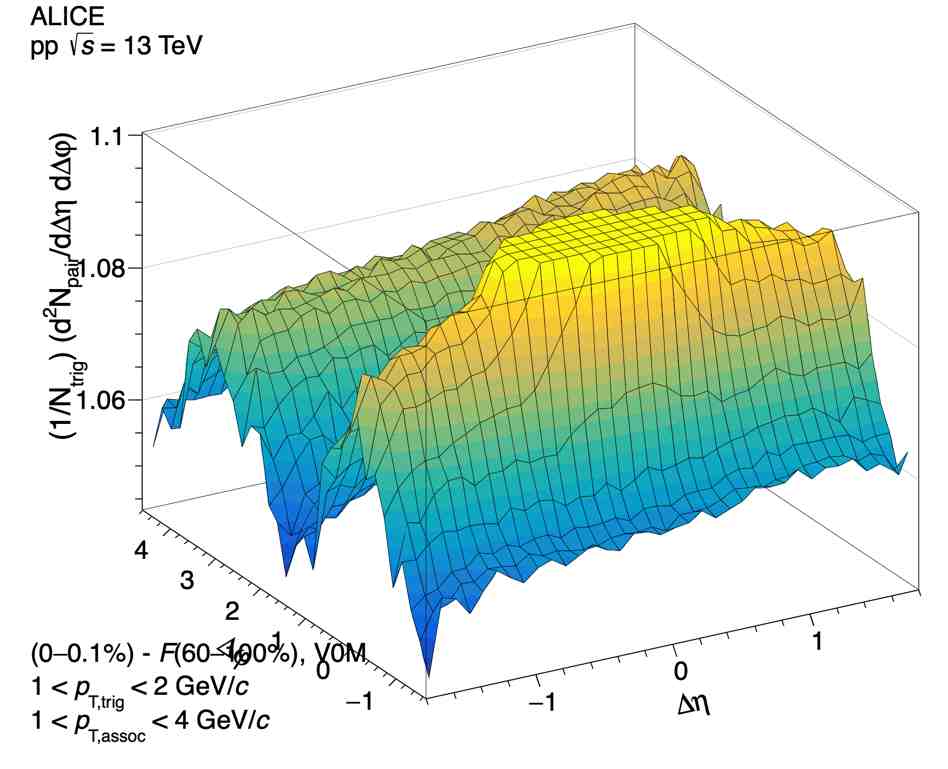 ALICE
pp √s = 13 TeV
(1/N_trig) (d²N_pair/dΔη dΔφ)
1.1
1.08
1.06
4
3
2
1
0
−1
Δφ
−1
0
1
Δη
(0–0.1%) - F(60–100%), V0M
1 < p_T,trig < 2 GeV/c
1 < p_T,assoc < 4 GeV/c